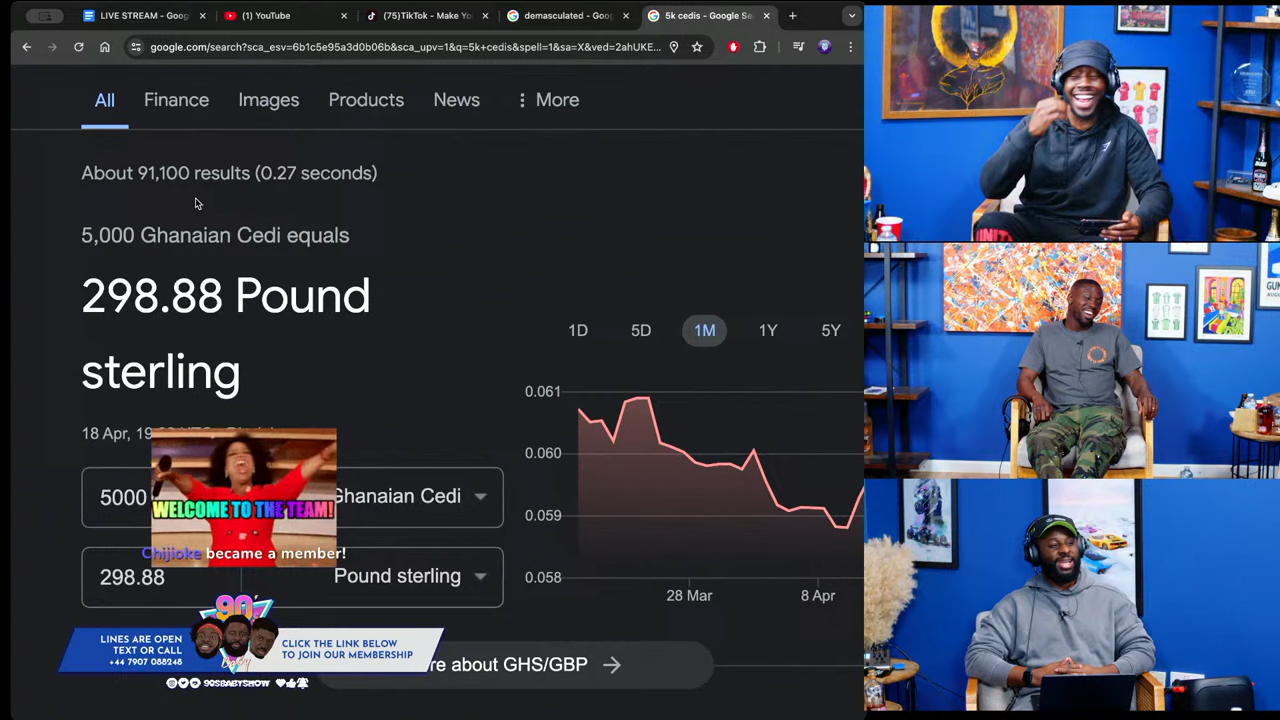 LIVE STREAM - Goog
(1) YouTube
(75)TikTok - Make Yo
demasculated - Goog
5k cedis - Google Se
google.com/search?sca_esv=6b1c5e95a3d0b06b&sca_upv=1&q=5k+cedis&spell=1&sa=X&ved=2ahUKE...
All
Finance
Images
Products
News
More
About 91,100 results (0.27 seconds)
5,000 Ghanaian Cedi equals
298.88 Pound
sterling
18 Apr, 19
1D
5D
1M
1Y
5Y
0.061
0.060
0.059
0.058
28 Mar
8 Apr
5000
Ghanaian Cedi
WELCOME TO THE TEAM!
Chijioke became a member!
298.88
Pound sterling
90'
Baby
LINES ARE OPEN
TEXT OR CALL
+44 7907 088248
CLICK THE LINK BELOW
TO JOIN OUR MEMBERSHIP
90SBABYSHOW
re about GHS/GBP